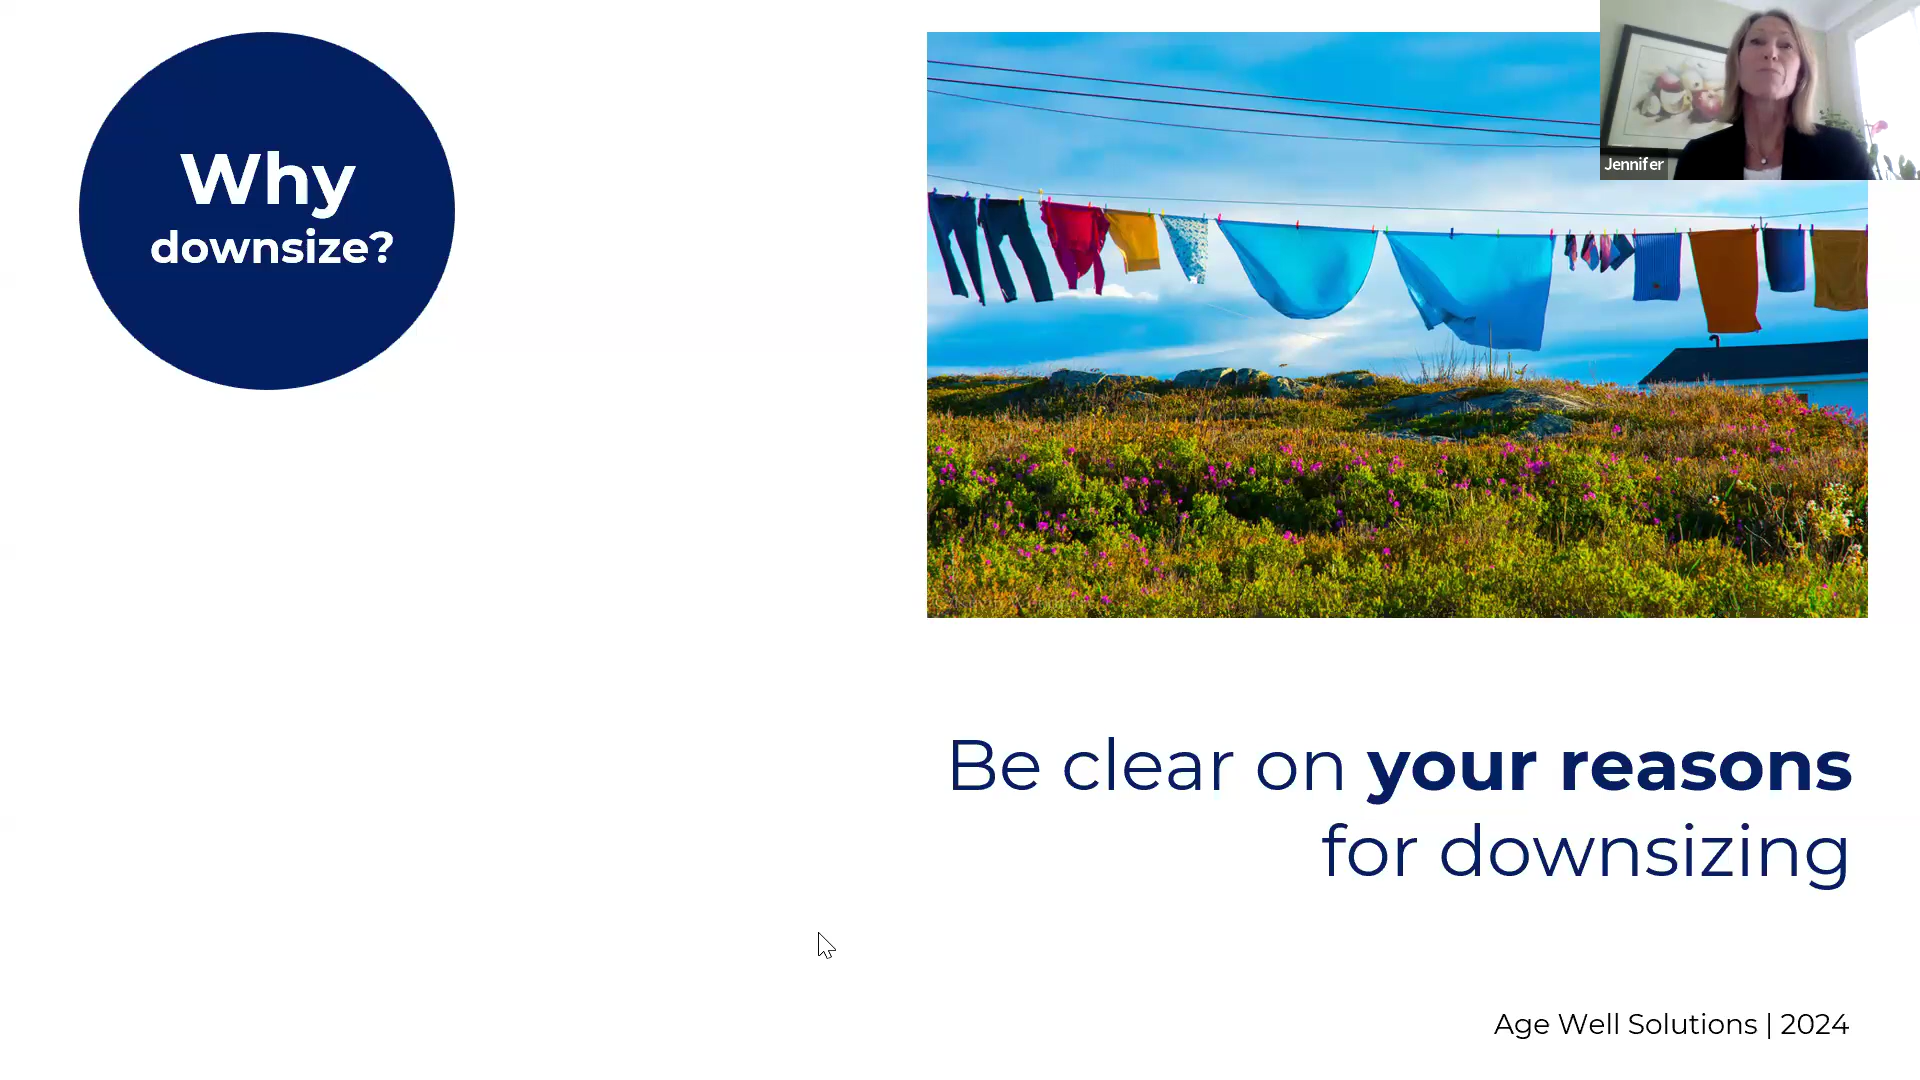 Why
downsize?
Jennifer
Be clear on your reasons
for downsizing
Age Well Solutions | 2024